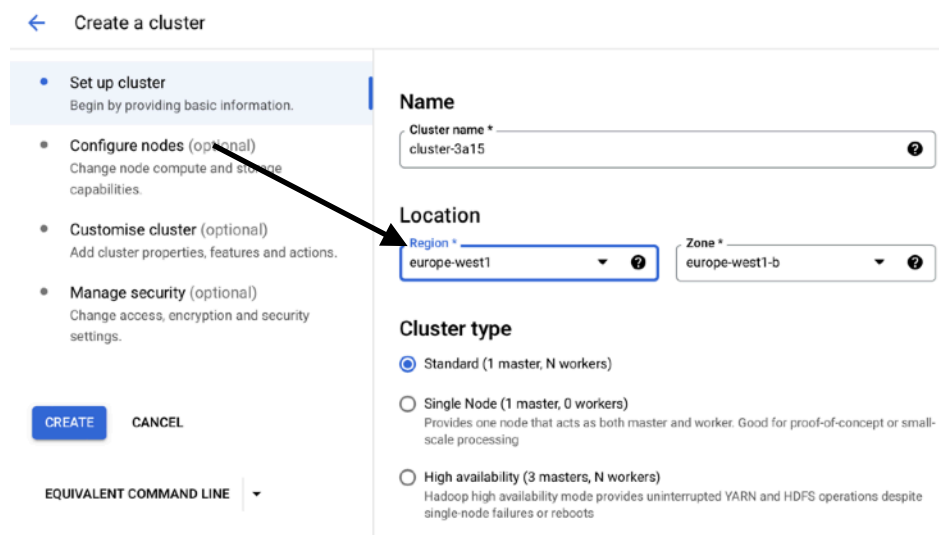 Create a cluster
Set up cluster
Begin by providing basic information.
Configure nodes (optional)
Change node compute and storage
capabilities.
Customise cluster (optional)
Add cluster properties, features and actions.
Manage security (optional)
Change access, encryption and security
settings.
CREATE
CANCEL
EQUIVALENT COMMAND LINE
Name
Cluster name *
cluster-3a15
Location
Region *
europe-west1
Zone *
europe-west1-b
Cluster type
Standard (1 master, N workers)
Single Node (1 master, 0 workers)
Provides one node that acts as both master and worker. Good for proof-of-concept or small-
scale processing
High availability (3 masters, N workers)
Hadoop high availability mode provides uninterrupted YARN and HDFS operations despite
single-node failures or reboots